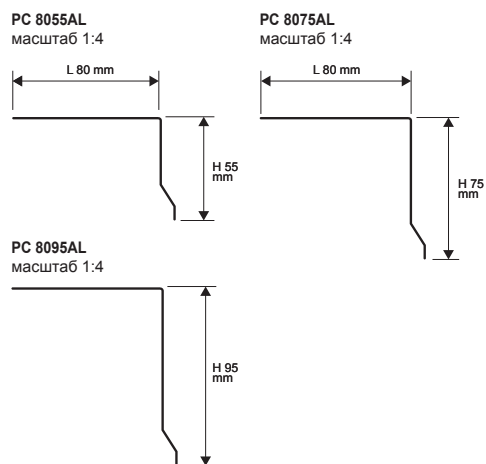 PC 8055AL
масштаб 1:4
L 80 mm
H 55
mm
PC 8075AL
масштаб 1:4
L 80 mm
H 75
mm
PC 8095AL
масштаб 1:4
H 95
mm